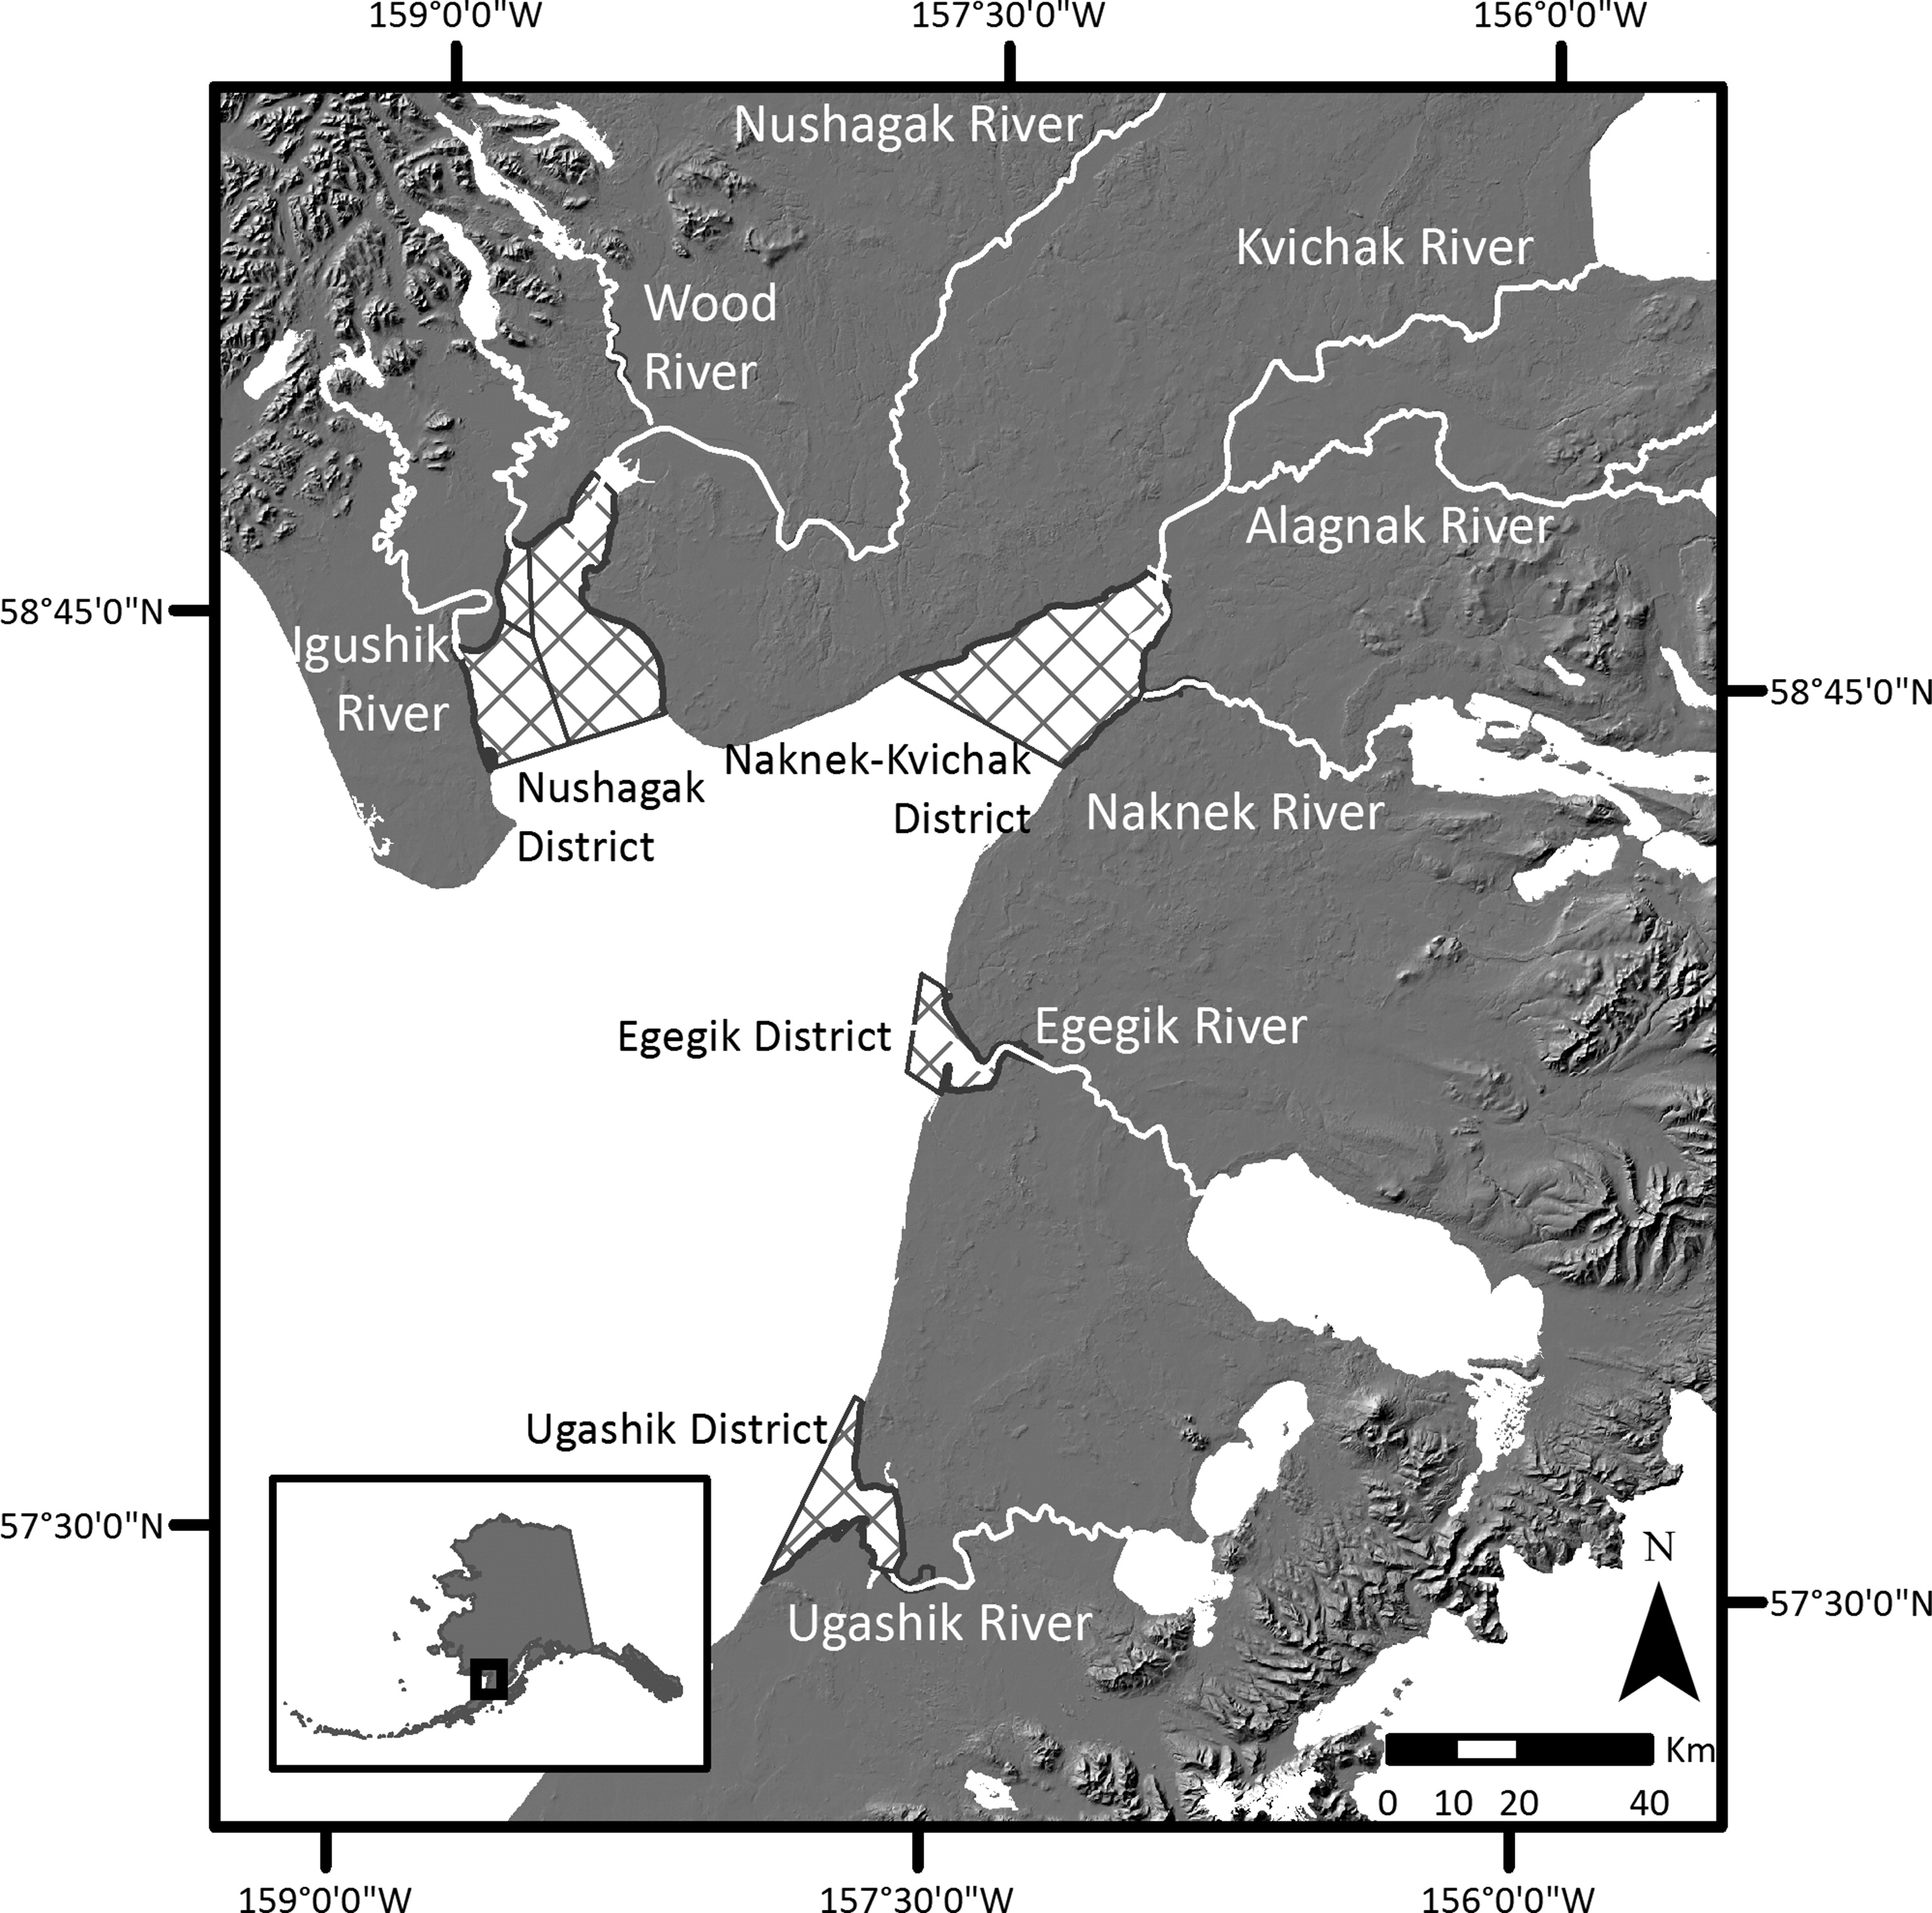 159°0'0"W
157°30'0"W
156°0'0"W
Nushagak River
Kvichak River
Wood
River
Alagnak River
58°45'0"N
Igushik
River
58°45'0"N
Naknek-Kvichak
District
Nushagak
District
Naknek River
Egegik District
Egegik River
Ugashik District
57°30'0"N
N
57°30'0"N
Ugashik River
Km
0 10 20 40
159°0'0"W
157°30'0"W
156°0'0"W